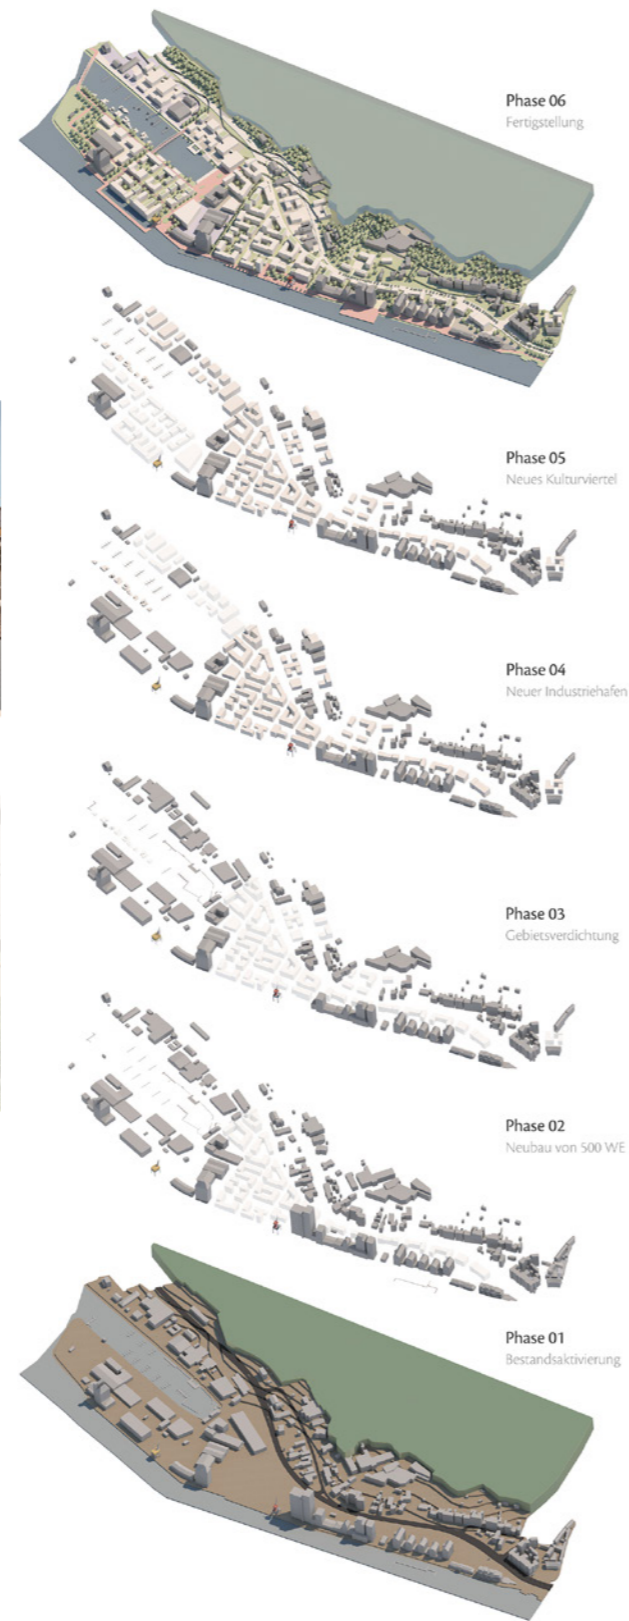 Phase 06
Fertigstellung
Phase 05
Neues Kulturviertel
Phase 04
Neuer Industriehafen
Phase 03
Gebietsverdichtung
Phase 02
Neubau von 500 WE
Phase 01
Bestandsaktivierung